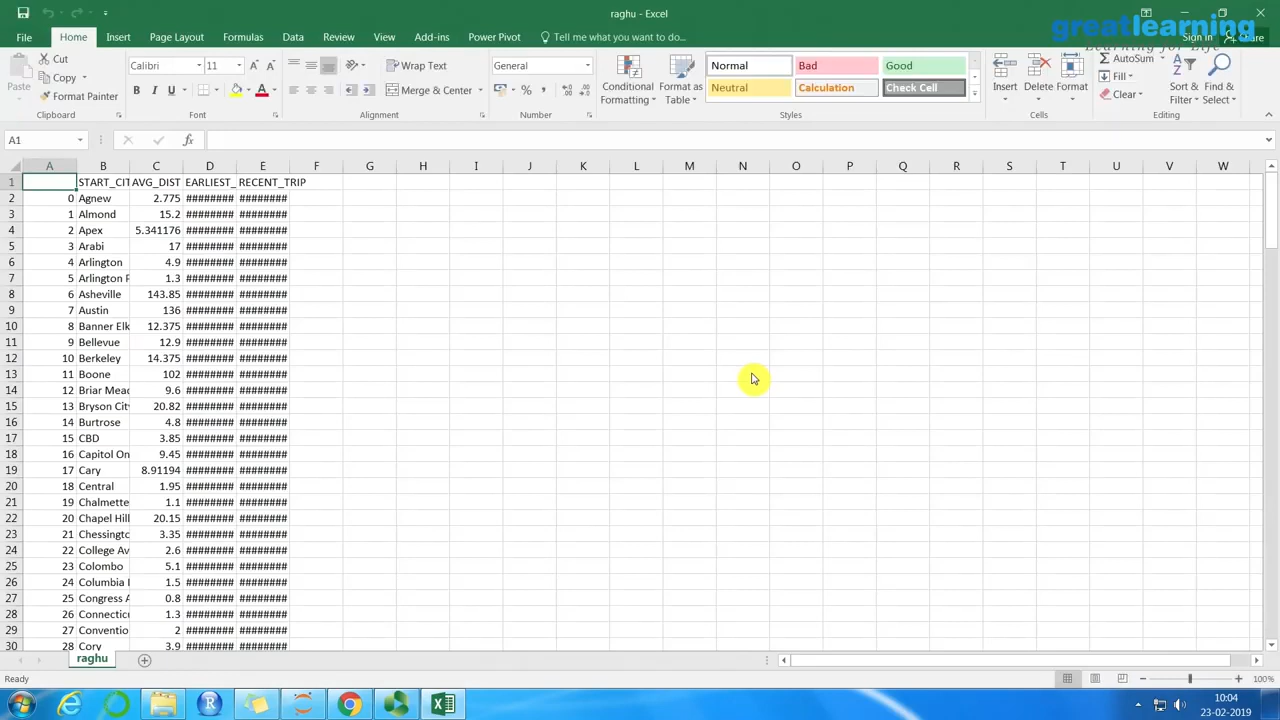 raghu - Excel
greatlearning
Learning for Life
File Home Insert Page Layout Formulas Data Review View Add-ins Power Pivot Tell me what you want to do... Sign in Share
Cut
Copy
Format Painter
Paste
Clipboard
Calibri 11
B I U
Font
Wrap Text
Merge & Center
Alignment
General
Number
Conditional Formatting
Format as Table
Normal Bad Good
Neutral Calculation Check Cell
Styles
Insert Delete Format
Cells
AutoSum
Fill
Clear
Sort & Filter
Find & Select
Editing
A1 fx
A B C D E F G H I J K L M N O P Q R S T U V W
1 START_CIT AVG_DIST EARLIEST_ RECENT_TRIP
2 0 Agnew 2.775 ######## ########
3 1 Almond 15.2 ######## ########
4 2 Apex 5.341176 ######## ########
5 3 Arabi 17 ######## ########
6 4 Arlington 4.9 ######## ########
7 5 Arlington P 1.3 ######## ########
8 6 Asheville 143.85 ######## ########
9 7 Austin 136 ######## ########
10 8 Banner Elk 12.375 ######## ########
11 9 Bellevue 12.9 ######## ########
12 10 Berkeley 14.375 ######## ########
13 11 Boone 102 ######## ########
14 12 Briar Mead 9.6 ######## ########
15 13 Bryson City 20.82 ######## ########
16 14 Burtrose 4.8 ######## ########
17 15 CBD 3.85 ######## ########
18 16 Capitol On 9.45 ######## ########
19 17 Cary 8.91194 ######## ########
20 18 Central 1.95 ######## ########
21 19 Chalmette 1.1 ######## ########
22 20 Chapel Hill 20.15 ######## ########
23 21 Chessingto 3.35 ######## ########
24 22 College Av 2.6 ######## ########
25 23 Colombo 5.1 ######## ########
26 24 Columbia 1.5 ######## ########
27 25 Congress A 0.8 ######## ########
28 26 Connectic 1.3 ######## ########
29 27 Conventio 2 ######## ########
30 28 Cory 3.9 ######## ########
raghu
Ready 100%
10:04
23-02-2019